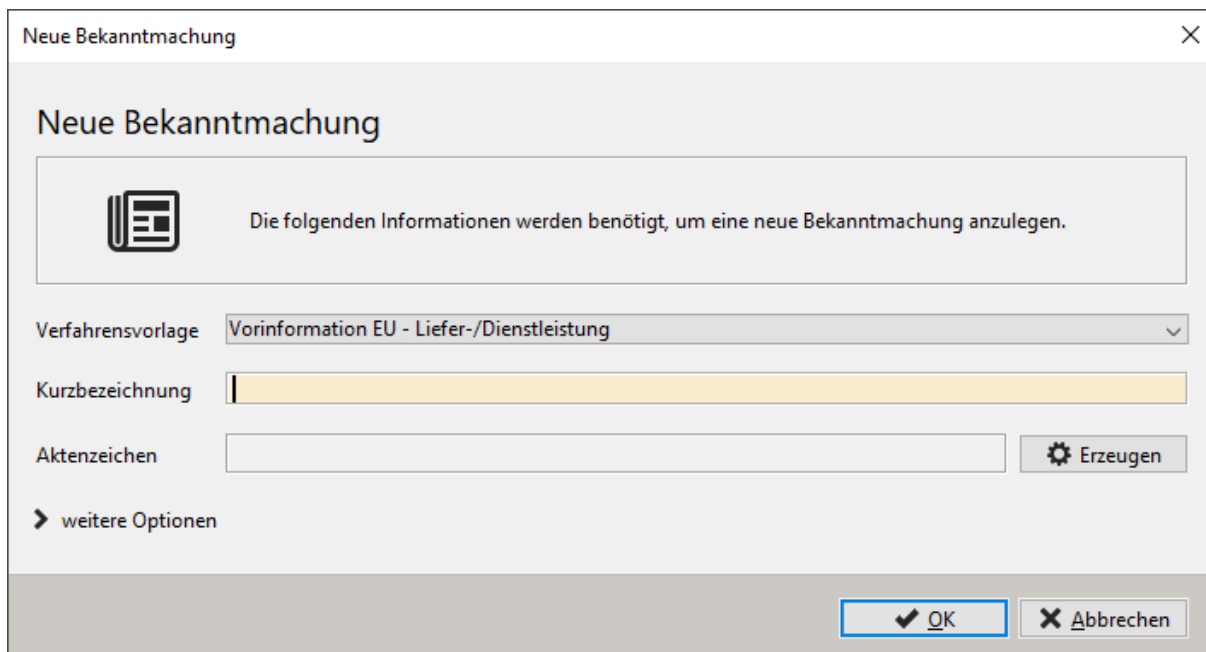 Neue Bekanntmachung
Neue Bekanntmachung
Die folgenden Informationen werden benötigt, um eine neue Bekanntmachung anzulegen.
Verfahrensvorlage Vorinformation EU - Liefer-/Dienstleistung
Kurzbezeichnung
Aktenzeichen Erzeugen
weitere Optionen
OK Abbrechen